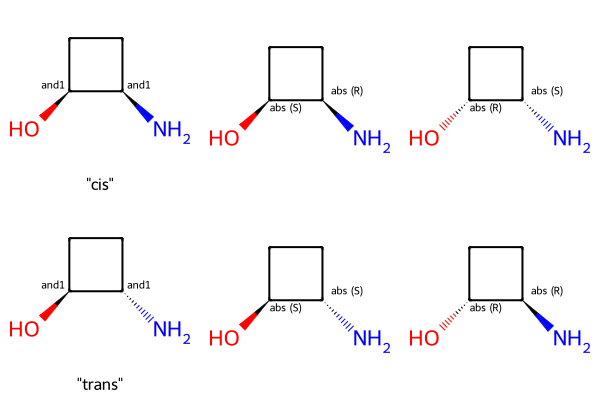 and1 and1
HO NH2
"cis"
abs (S) abs (R)
HO NH2
abs (R) abs (S)
HO NH2
and1 and1
HO NH2
"trans"
abs (S) abs (S)
HO NH2
abs (R) abs (R)
HO NH2